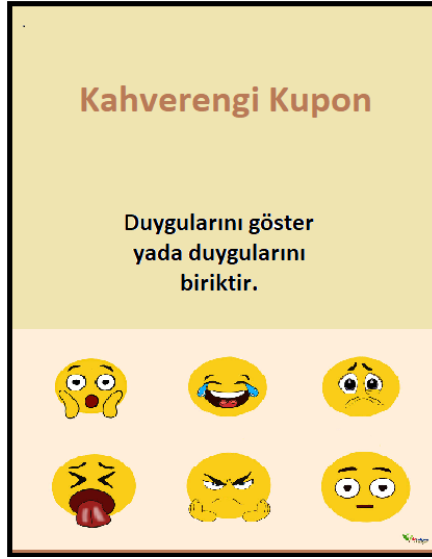 Kahverengi Kupon
Duygularını göster
yada duygularını
biriktir.